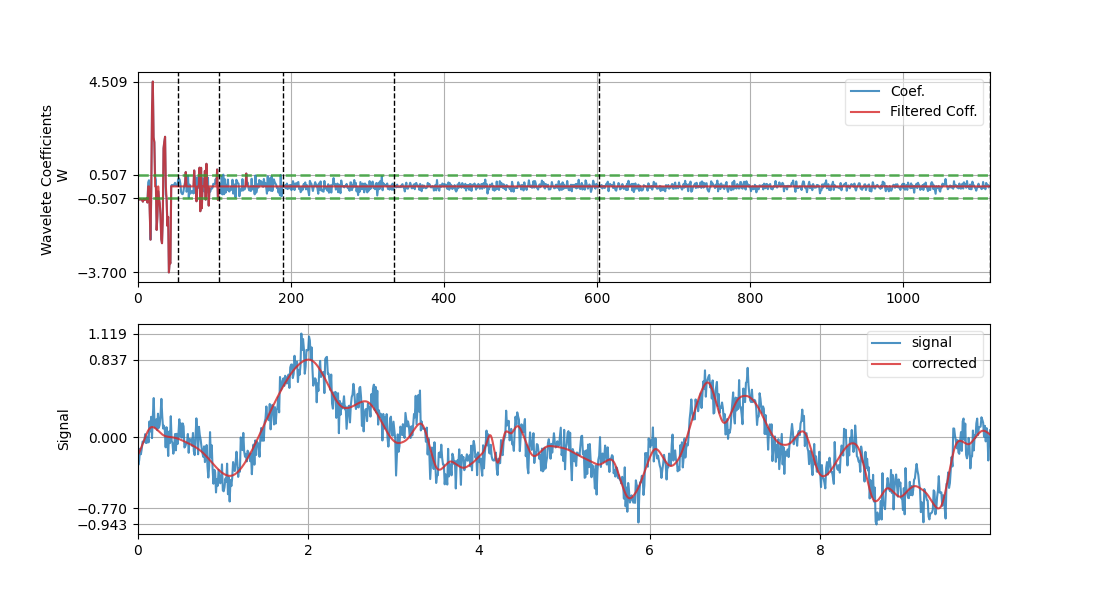 Wavelete Coefficients
W
4.509
0.507
−0.507
−3.700
Coef.
Filtered Coff.
0 200 400 600 800 1000
Signal
1.119
0.837
0.000
−0.770
−0.943
signal
corrected
0 2 4 6 8